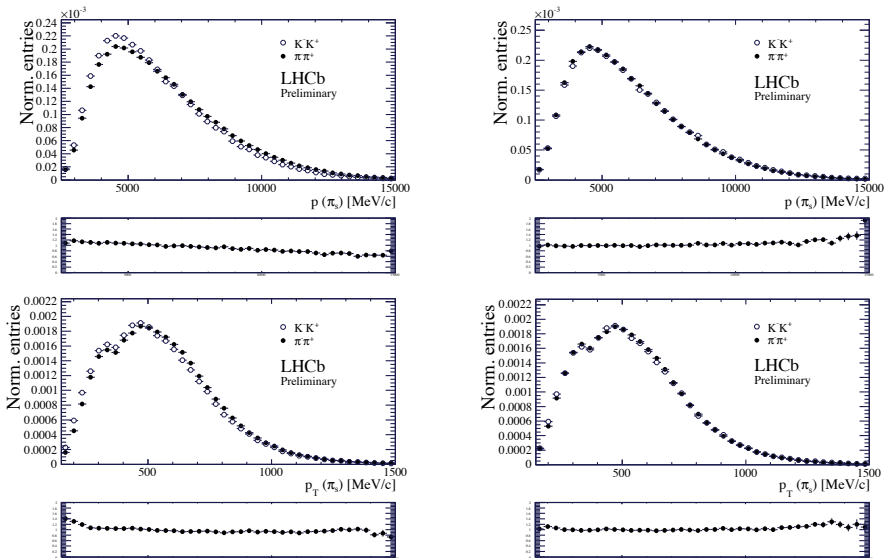 ×10⁻³ ×10⁻³
0.24
0.22
0.2
0.18
0.16
0.14
0.12
0.1
0.08
0.06
0.04
0.02
0
Norm. entries
K⁻K⁺
π⁻π⁺
LHCb
Preliminary
5000 10000 15000
p (πₛ) [MeV/c]
0.25
0.2
0.15
0.1
0.05
0
Norm. entries
K⁻K⁺
π⁻π⁺
LHCb
Preliminary
5000 10000 15000
p (πₛ) [MeV/c]
0.0022
0.002
0.0018
0.0016
0.0014
0.0012
0.001
0.0008
0.0006
0.0004
0.0002
0
Norm. entries
K⁻K⁺
π⁻π⁺
LHCb
Preliminary
500 1000 1500
p_T (πₛ) [MeV/c]
0.0022
0.002
0.0018
0.0016
0.0014
0.0012
0.001
0.0008
0.0006
0.0004
0.0002
0
Norm. entries
K⁻K⁺
π⁻π⁺
LHCb
Preliminary
500 1000 1500
p_T (πₛ) [MeV/c]